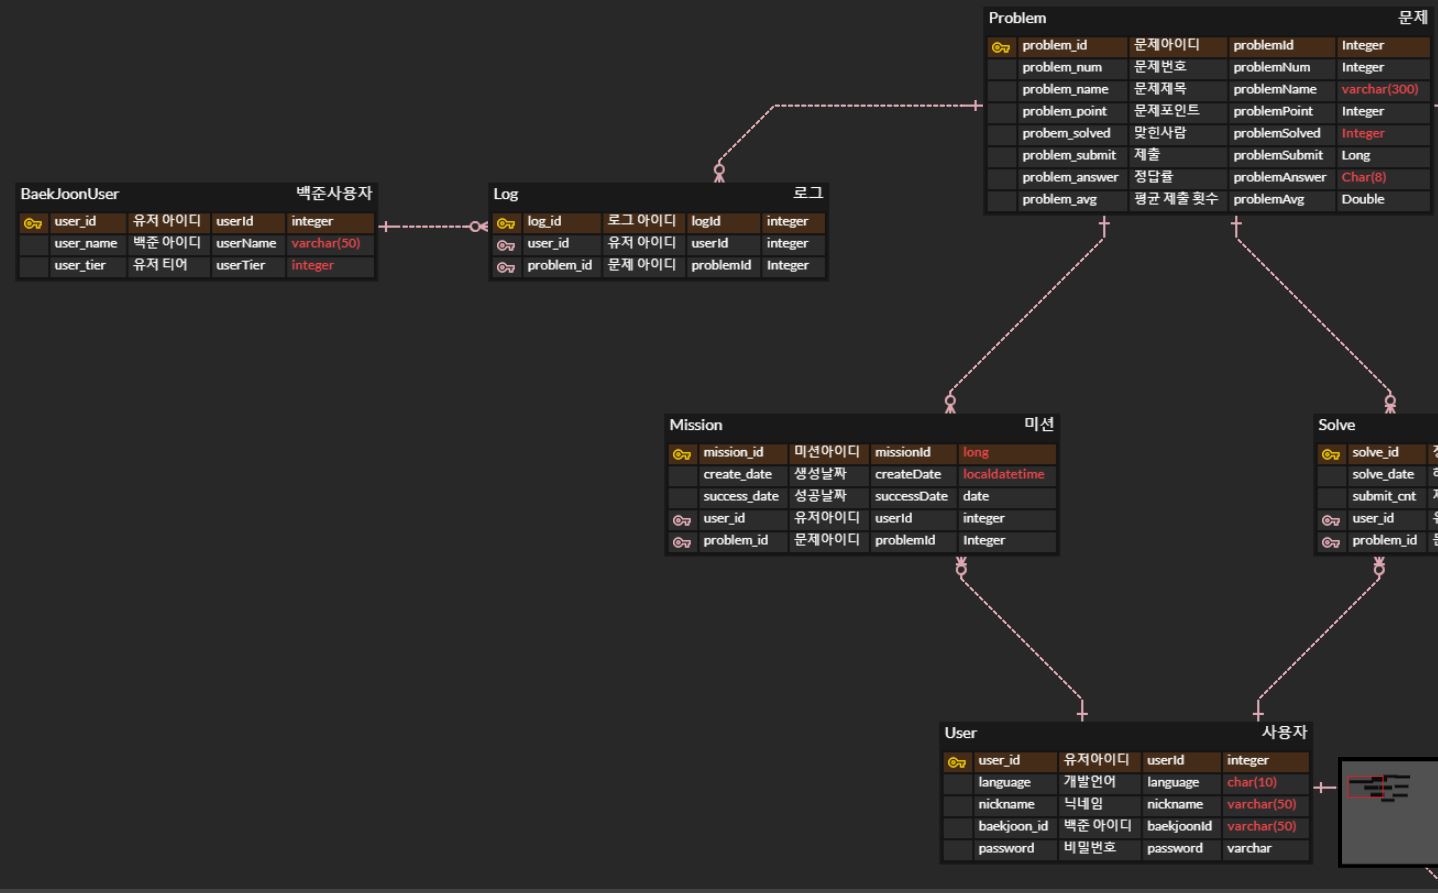 Problem 문제
problem_id 문제아이디 problemId Integer
problem_num 문제번호 problemNum Integer
problem_name 문제제목 problemName varchar(300)
problem_point 문제포인트 problemPoint Integer
probem_solved 맞힌사람 problemSolved Integer
problem_submit 제출 problemSubmit Long
problem_answer 정답률 problemAnswer Char(8)
problem_avg 평균 제출 횟수 problemAvg Double
BaekJoonUser 백준사용자
user_id 유저 아이디 userId integer
user_name 백준 아이디 userName varchar(50)
user_tier 유저 티어 userTier integer
Log 로그
log_id 로그 아이디 logId integer
user_id 유저 아이디 userId integer
problem_id 문제 아이디 problemId Integer
Mission 미션
mission_id 미션아이디 missionId long
create_date 생성날짜 createDate localdatetime
success_date 성공날짜 successDate date
user_id 유저아이디 userId integer
problem_id 문제아이디 problemId Integer
Solve
solve_id
solve_date
submit_cnt
user_id
problem_id
User 사용자
user_id 유저아이디 userId integer
language 개발언어 language char(10)
nickname 닉네임 nickname varchar(50)
baekjoon_id 백준 아이디 baekjoonId varchar(50)
password 비밀번호 password varchar